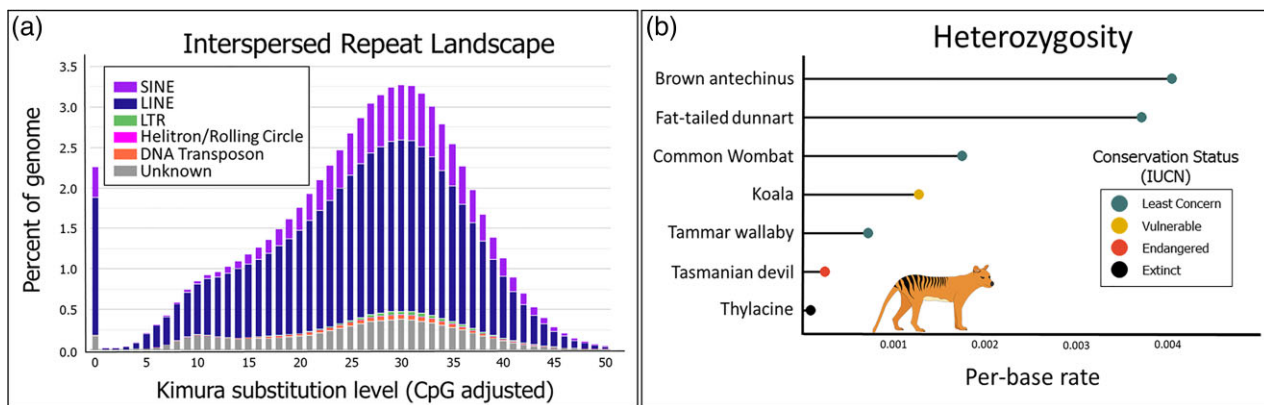 (a)
Interspersed Repeat Landscape
Percent of genome
3.5
3.0
2.5
2.0
1.5
1.0
0.5
0.0
SINE
LINE
LTR
Helitron/Rolling Circle
DNA Transposon
Unknown
0 5 10 15 20 25 30 35 40 45 50
Kimura substitution level (CpG adjusted)
(b)
Heterozygosity
Brown antechinus
Fat-tailed dunnart
Common Wombat
Koala
Tammar wallaby
Tasmanian devil
Thylacine
Conservation Status
(IUCN)
Least Concern
Vulnerable
Endangered
Extinct
0.001 0.002 0.003 0.004
Per-base rate